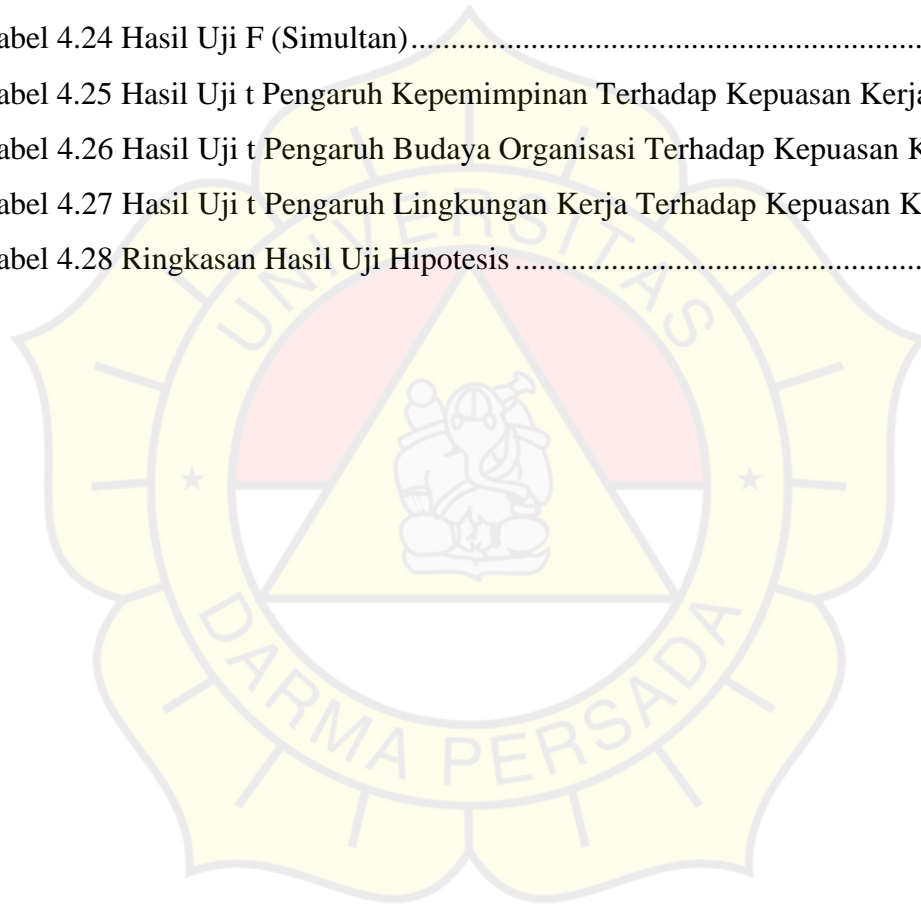 abel 4.24 Hasil Uji F (Simultan)..........................................................................
abel 4.25 Hasil Uji t Pengaruh Kepemimpinan Terhadap Kepuasan Kerja
abel 4.26 Hasil Uji t Pengaruh Budaya Organisasi Terhadap Kepuasan K
abel 4.27 Hasil Uji t Pengaruh Lingkungan Kerja Terhadap Kepuasan K
abel 4.28 Ringkasan Hasil Uji Hipotesis............................................................
UNIVERSITAS
DARMA PERSADA